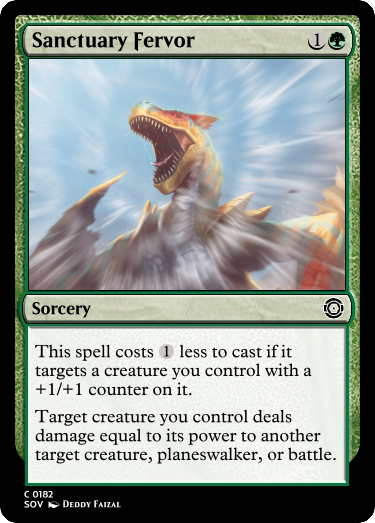 Sanctuary Fervor 1
Sorcery
This spell costs 1 less to cast if it
targets a creature you control with a
+1/+1 counter on it.
Target creature you control deals
damage equal to its power to another
target creature, planeswalker, or battle.
C 0182
SOV Deddy Faizal